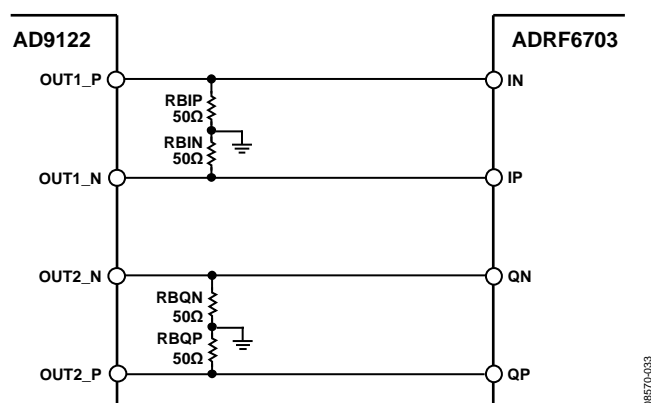 AD9122
ADRF6703
OUT1_P
IN
RBIP
50Ω
RBIN
50Ω
OUT1_N
IP
OUT2_N
QN
RBQN
50Ω
RBQP
50Ω
OUT2_P
QP
08570-033